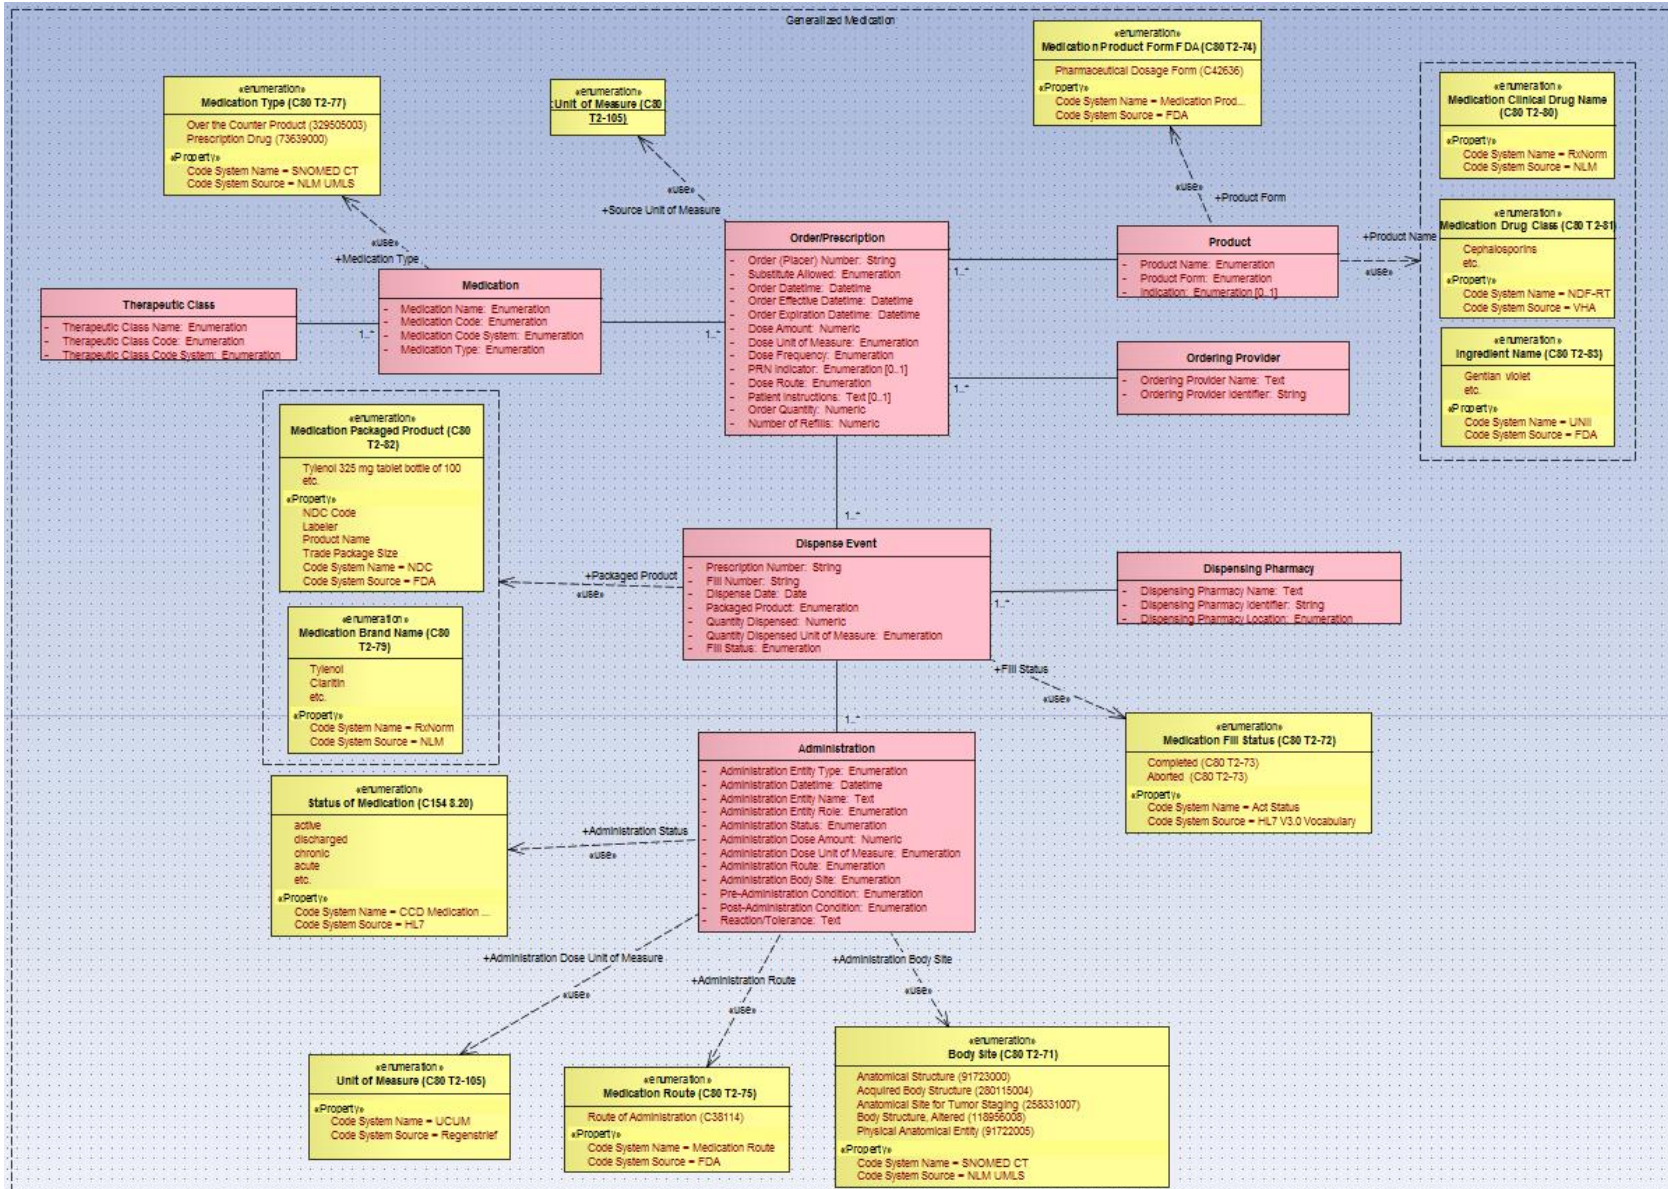 Generalized Medication
«enumeration»
Medication Type (C80 T2-77)
Over the Counter Product (329505003)
Prescription Drug (73639000)
«Property»
Code System Name = SNOMED CT
Code System Source = NLM UMLS
«use»
+Medication Type
«enumeration»
:Unit of Measure (C80
T2-105)
«use»
+Source Unit of Measure
«enumeration»
Medication Product Form FDA (C80 T2-74)
Pharmaceutical Dosage Form (C42636)
«Property»
Code System Name = Medication Prod...
Code System Source = FDA
«use»
+Product Form
«enumeration»
Medication Clinical Drug Name
(C80 T2-80)
«Property»
Code System Name = RxNorm
Code System Source = NLM
«enumeration»
Medication Drug Class (C80 T2-81)
Cephalosporins
etc.
«Property»
Code System Name = NDF-RT
Code System Source = VHA
«enumeration»
Ingredient Name (C80 T2-83)
Gentian violet
etc.
«Property»
Code System Name = UNII
Code System Source = FDA
+Product Name
«use»
Therapeutic Class
- Therapeutic Class Name: Enumeration
- Therapeutic Class Code: Enumeration
- Therapeutic Class Code System: Enumeration
1..*
Medication
- Medication Name: Enumeration
- Medication Code: Enumeration
- Medication Code System: Enumeration
- Medication Type: Enumeration
1..*
Order/Prescription
- Order (Placer) Number: String
- Substitute Allowed: Enumeration
- Order Datetime: Datetime
- Order Effective Datetime: Datetime
- Order Expiration Datetime: Datetime
- Dose Amount: Numeric
- Dose Unit of Measure: Enumeration
- Dose Frequency: Enumeration
- PRN Indicator: Enumeration [0..1]
- Dose Route: Enumeration
- Patient Instructions: Text [0..1]
- Order Quantity: Numeric
- Number of Refills: Numeric
1..*
1..*
Product
- Product Name: Enumeration
- Product Form: Enumeration
- Indication: Enumeration [0..1]
Ordering Provider
- Ordering Provider Name: Text
- Ordering Provider Identifier: String
«enumeration»
Medication Packaged Product (C80
T2-82)
Tylenol 325 mg tablet bottle of 100
etc.
«Property»
NDC Code
Labeler
Product Name
Trade Package Size
Code System Name = NDC
Code System Source = FDA
«enumeration»
Medication Brand Name (C80
T2-79)
Tylenol
Claritin
etc.
«Property»
Code System Name = RxNorm
Code System Source = NLM
+Packaged Product
«use»
1..*
Dispense Event
- Prescription Number: String
- Fill Number: String
- Dispense Date: Date
- Packaged Product: Enumeration
- Quantity Dispensed: Numeric
- Quantity Dispensed Unit of Measure: Enumeration
- Fill Status: Enumeration
1..*
Dispensing Pharmacy
- Dispensing Pharmacy Name: Text
- Dispensing Pharmacy Identifier: String
- Dispensing Pharmacy Location: Enumeration
+Fill Status
«use»
«enumeration»
Medication Fill Status (C80 T2-72)
Completed (C80 T2-73)
Aborted (C80 T2-73)
«Property»
Code System Name = Act Status
Code System Source = HL7 V3.0 Vocabulary
1..*
Administration
- Administration Entity Type: Enumeration
- Administration Datetime: Datetime
- Administration Entity Name: Text
- Administration Entity Role: Enumeration
- Administration Status: Enumeration
- Administration Dose Amount: Numeric
- Administration Dose Unit of Measure: Enumeration
- Administration Route: Enumeration
- Administration Body Site: Enumeration
- Pre-Administration Condition: Enumeration
- Post-Administration Condition: Enumeration
- Reaction/Tolerance: Text
«enumeration»
Status of Medication (C154 8.20)
active
discharged
chronic
acute
etc.
«Property»
Code System Name = CCD Medication ...
Code System Source = HL7
+Administration Status
«use»
+Administration Dose Unit of Measure
«use»
+Administration Route
«use»
+Administration Body Site
«use»
«enumeration»
Unit of Measure (C80 T2-105)
«Property»
Code System Name = UCUM
Code System Source = Regenstrief
«enumeration»
Medication Route (C80 T2-75)
Route of Administration (C38114)
«Property»
Code System Name = Medication Route
Code System Source = FDA
«enumeration»
Body Site (C80 T2-71)
Anatomical Structure (91723000)
Acquired Body Structure (280115004)
Anatomical Site for Tumor Staging (258331007)
Body Structure, Altered (118956008)
Physical Anatomical Entity (91722005)
«Property»
Code System Name = SNOMED CT
Code System Source = NLM UMLS